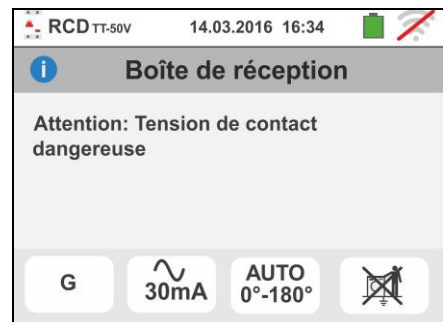 RCD TT-50V 14.03.2016 16:34
Boîte de réception
Attention: Tension de contact
dangereuse
G
30mA
AUTO
0°-180°